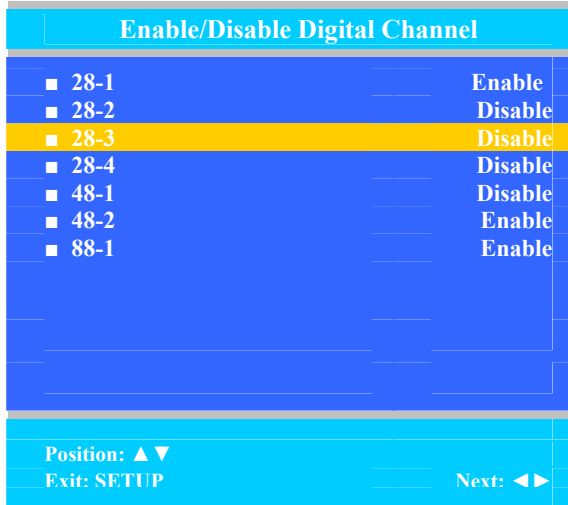 Enable/Disable Digital Channel
■ 28-1 Enable
■ 28-2 Disable
■ 28-3 Disable
■ 28-4 Disable
■ 48-1 Disable
■ 48-2 Enable
■ 88-1 Enable
Position: ▲▼
Exit: SETUP Next: ◄►